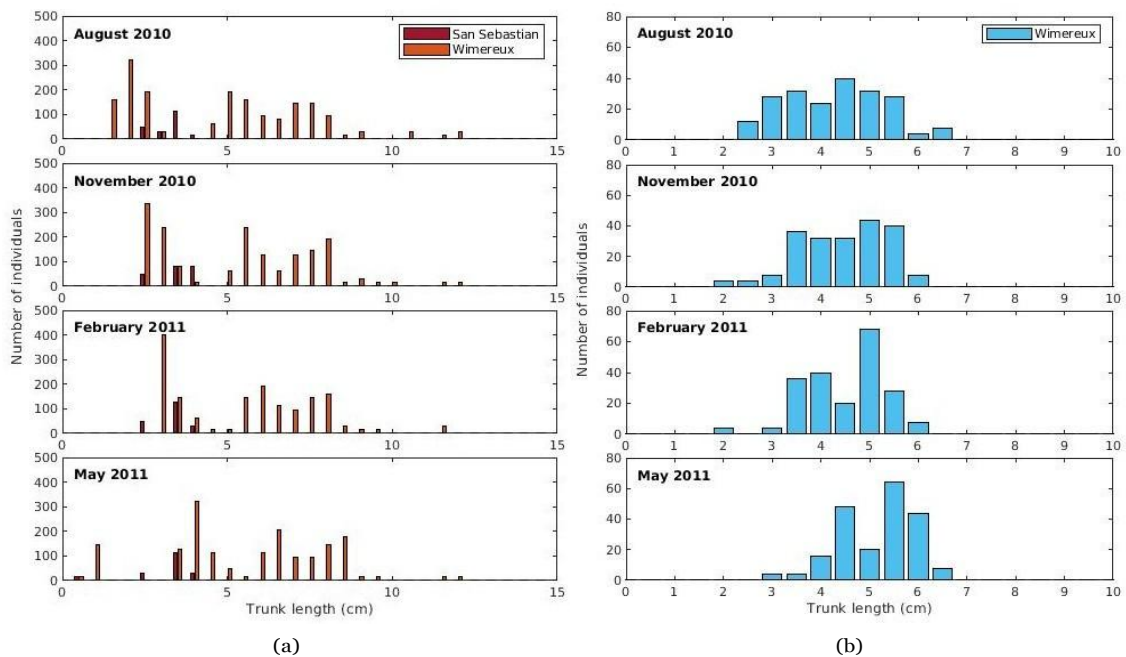 500
400
300
200
100
0
August 2010
San Sebastian
Wimereux
0 5 10 15
500
400
300
200
100
0
November 2010
0 5 10 15
500
400
300
200
100
0
February 2011
0 5 10 15
500
400
300
200
100
0
May 2011
0 5 10 15
Number of individuals
Trunk length (cm)
(a)
80
60
40
20
0
August 2010
Wimereux
0 1 2 3 4 5 6 7 8 9 10
80
60
40
20
0
November 2010
0 1 2 3 4 5 6 7 8 9 10
80
60
40
20
0
February 2011
0 1 2 3 4 5 6 7 8 9 10
80
60
40
20
0
May 2011
0 1 2 3 4 5 6 7 8 9 10
Number of individuals
Trunk length (cm)
(b)